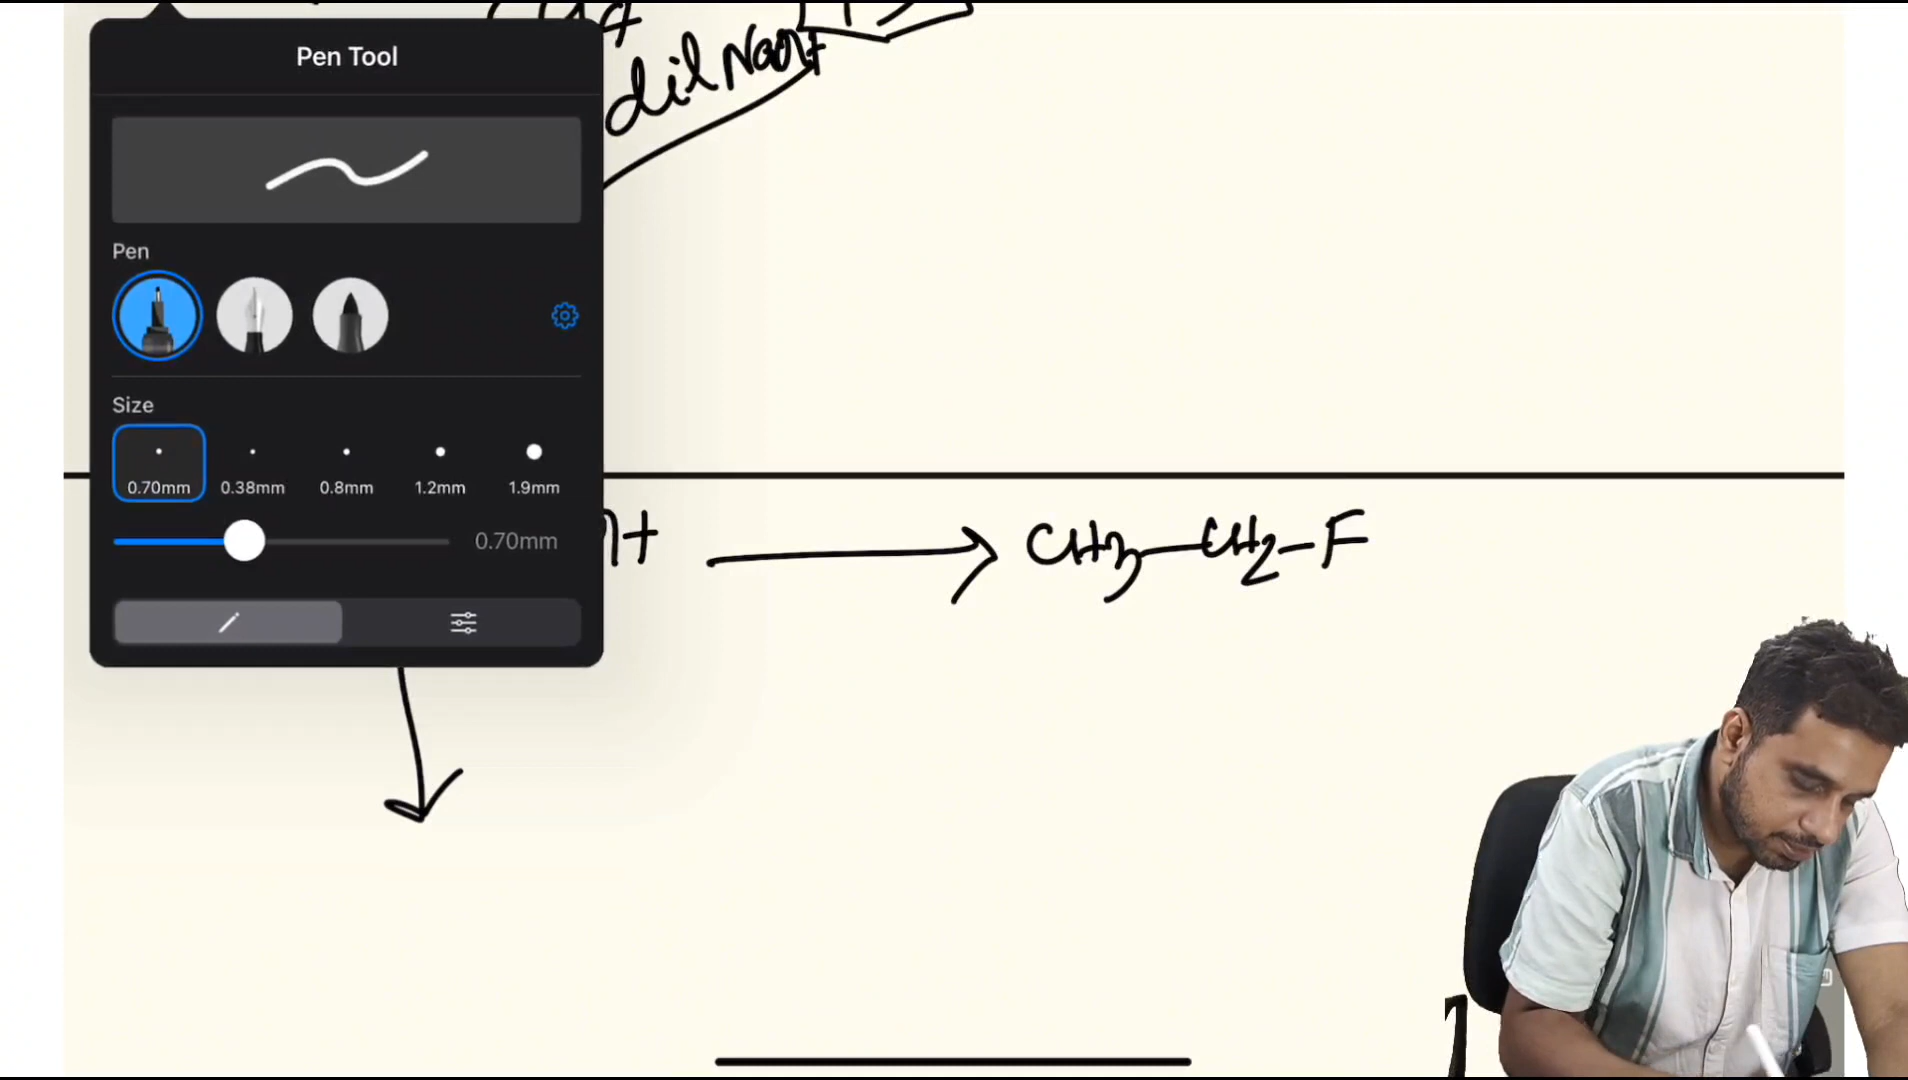 Pen Tool
dil NaOH
Pen
Size
0.70mm 0.38mm 0.8mm 1.2mm 1.9mm
0.70mm
CH3-CH2-F